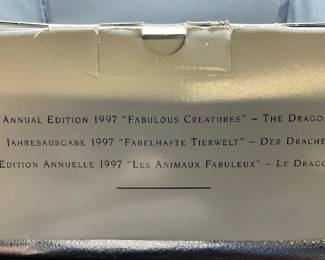 Annual Edition 1997 "Fabulous Creatures" – The Drago
Jahresausgabe 1997 "Fabelhafte Tierwelt" – Der Drache
Edition Annuelle 1997 "Les Animaux Fabuleux" – Le Drago